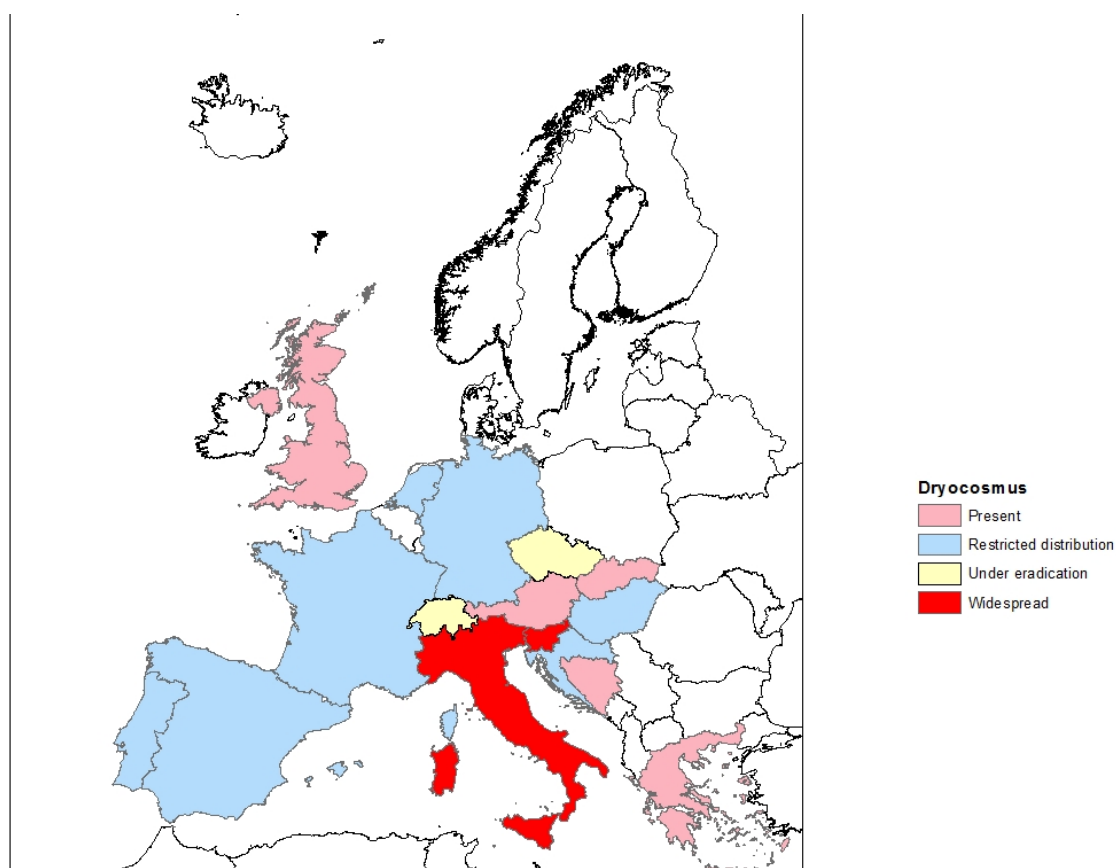 Dryocosmus
Present
Restricted distribution
Under eradication
Widespread